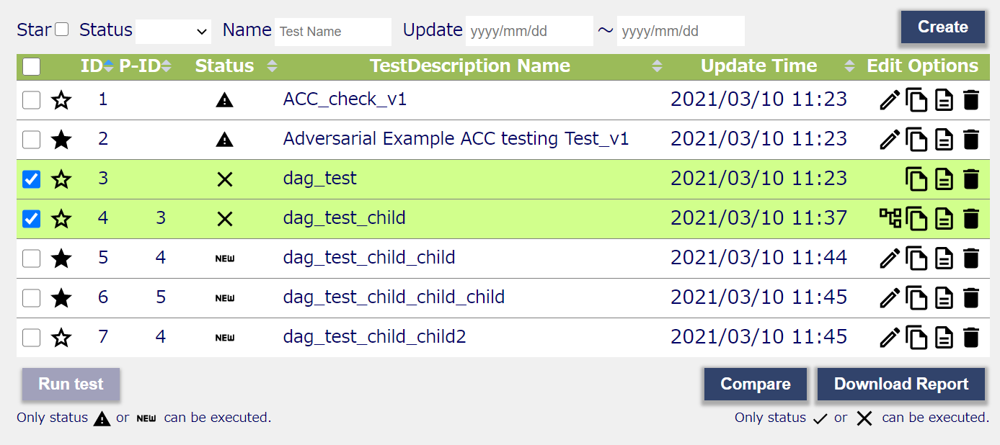 Star Status Name Test Name Update yyyy/mm/dd ～ yyyy/mm/dd Create
ID P-ID Status TestDescription Name Update Time Edit Options
1 ACC_check_v1 2021/03/10 11:23
2 Adversarial Example ACC testing Test_v1 2021/03/10 11:23
3 dag_test 2021/03/10 11:23
4 3 dag_test_child 2021/03/10 11:37
5 4 NEW dag_test_child_child 2021/03/10 11:44
6 5 NEW dag_test_child_child_child 2021/03/10 11:45
7 4 NEW dag_test_child_child2 2021/03/10 11:45
Run test Compare Download Report
Only status or NEW can be executed. Only status or can be executed.